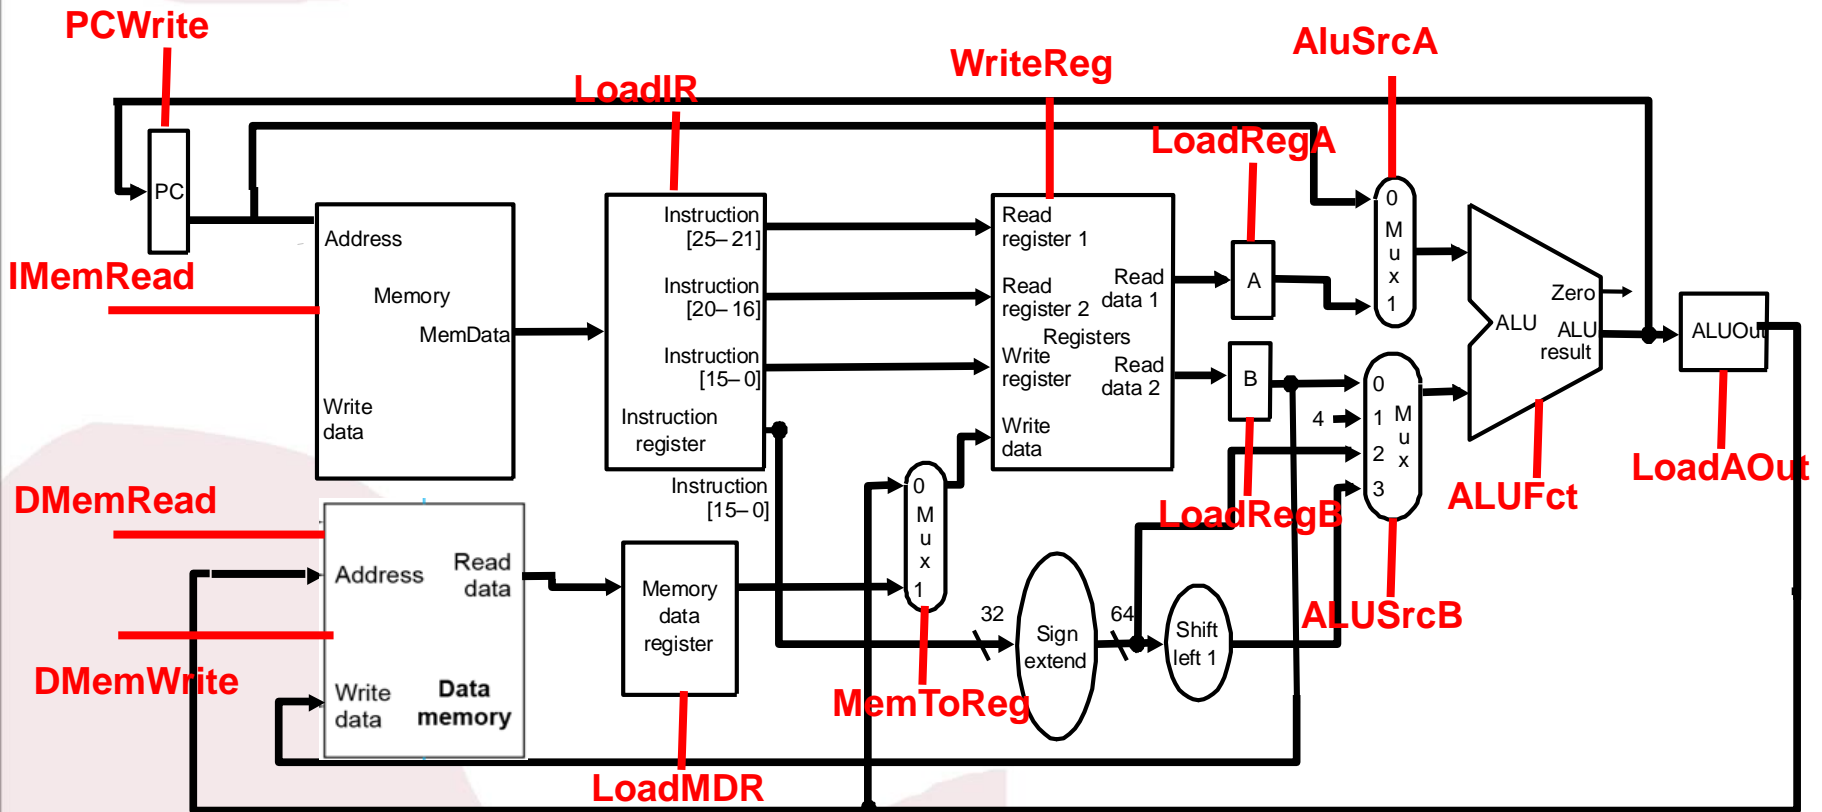 PCWrite
AluSrcA
WriteReg
LoadIR
LoadRegA
PC
Address
Memory
MemData
Write
data
IMemRead
Instruction
[25–21]
Instruction
[20–16]
Instruction
[15–0]
Instruction
register
Instruction
[15–0]
Read
register 1
Read
register 2
Registers
Write
register
Write
data
Read
data 1
Read
data 2
A
B
0
M
u
x
1
4
0
1
2
3
M
u
x
Zero
ALU
ALU
result
ALUOut
LoadAOut
ALUFct
LoadRegB
ALUSrcB
DMemRead
DMemWrite
Address
Read
data
Write
data
Data
memory
Memory
data
register
LoadMDR
0
M
u
x
1
MemToReg
32
Sign
extend
64
Shift
left 1